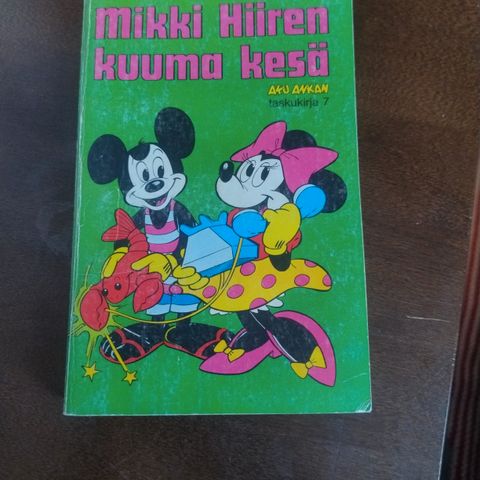 Mikki Hiiren
kuuma kesä
AKU ANKAN
taskukirja 7